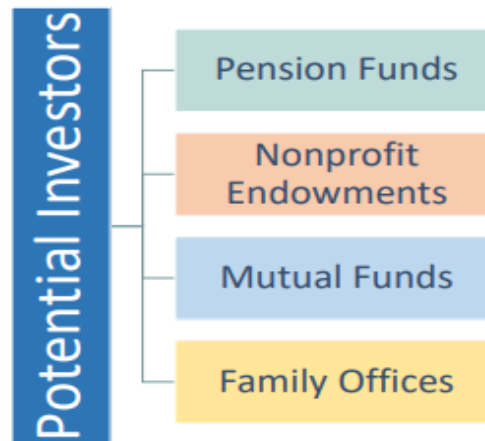 Potential Investors
Pension Funds
Nonprofit
Endowments
Mutual Funds
Family Offices